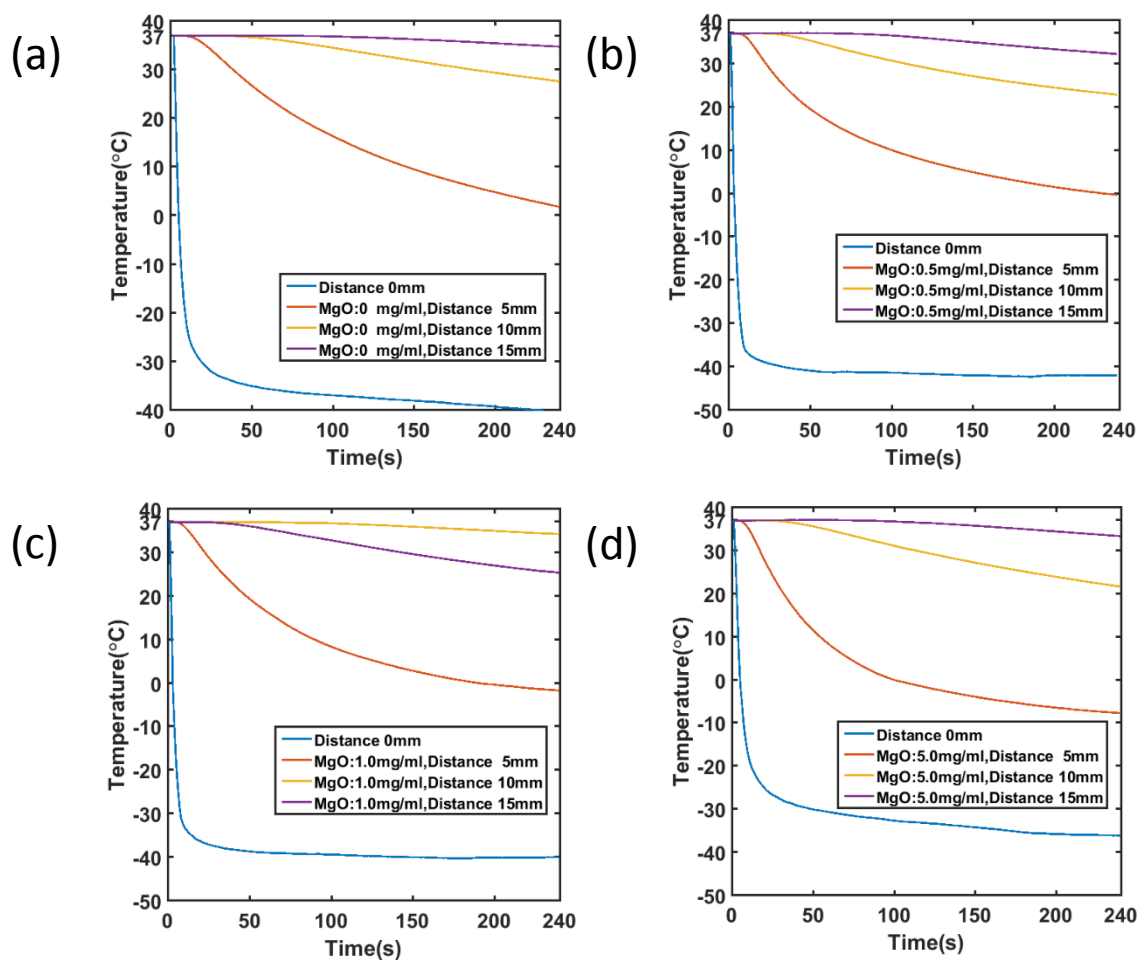 (a)
40
37
30
20
10
0
-10
-20
-30
-40
Temperature(°C)
0 50 100 150 200 240
Time(s)
Distance 0mm
MgO:0 mg/ml,Distance 5mm
MgO:0 mg/ml,Distance 10mm
MgO:0 mg/ml,Distance 15mm
(b)
40
37
30
20
10
0
-10
-20
-30
-40
-50
Temperature(°C)
0 50 100 150 200 240
Time(s)
Distance 0mm
MgO:0.5mg/ml,Distance 5mm
MgO:0.5mg/ml,Distance 10mm
MgO:0.5mg/ml,Distance 15mm
(c)
40
37
30
20
10
0
-10
-20
-30
-40
-50
Temperature(°C)
0 50 100 150 200 240
Time(s)
Distance 0mm
MgO:1.0mg/ml,Distance 5mm
MgO:1.0mg/ml,Distance 10mm
MgO:1.0mg/ml,Distance 15mm
(d)
40
37
30
20
10
0
-10
-20
-30
-40
-50
Temperature(°C)
0 50 100 150 200 240
Time(s)
Distance 0mm
MgO:5.0mg/ml,Distance 5mm
MgO:5.0mg/ml,Distance 10mm
MgO:5.0mg/ml,Distance 15mm